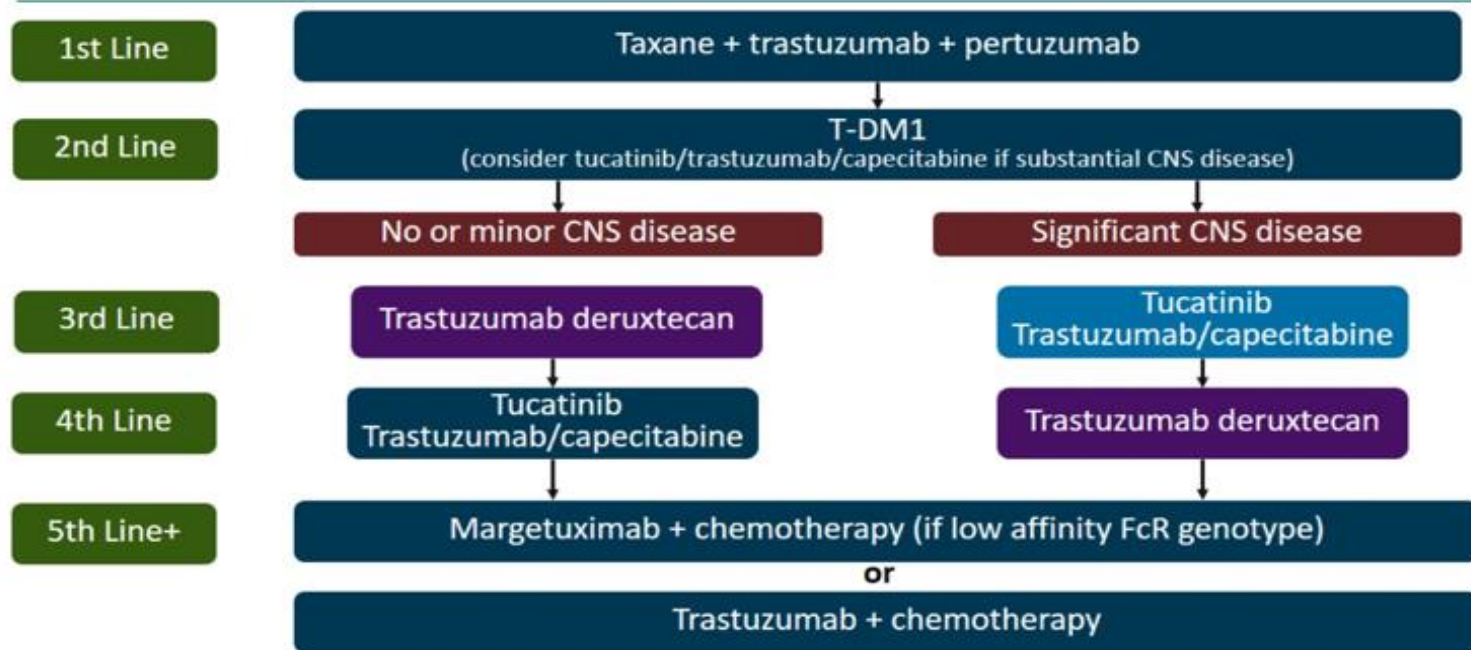 1st Line
Taxane + trastuzumab + pertuzumab
2nd Line
T-DM1
(consider tucatinib/trastuzumab/capecitabine if substantial CNS disease)
No or minor CNS disease
Significant CNS disease
3rd Line
Trastuzumab deruxtecan
Tucatinib
Trastuzumab/capecitabine
4th Line
Tucatinib
Trastuzumab/capecitabine
Trastuzumab deruxtecan
5th Line+
Margetuximab + chemotherapy (if low affinity FcR genotype)
or
Trastuzumab + chemotherapy